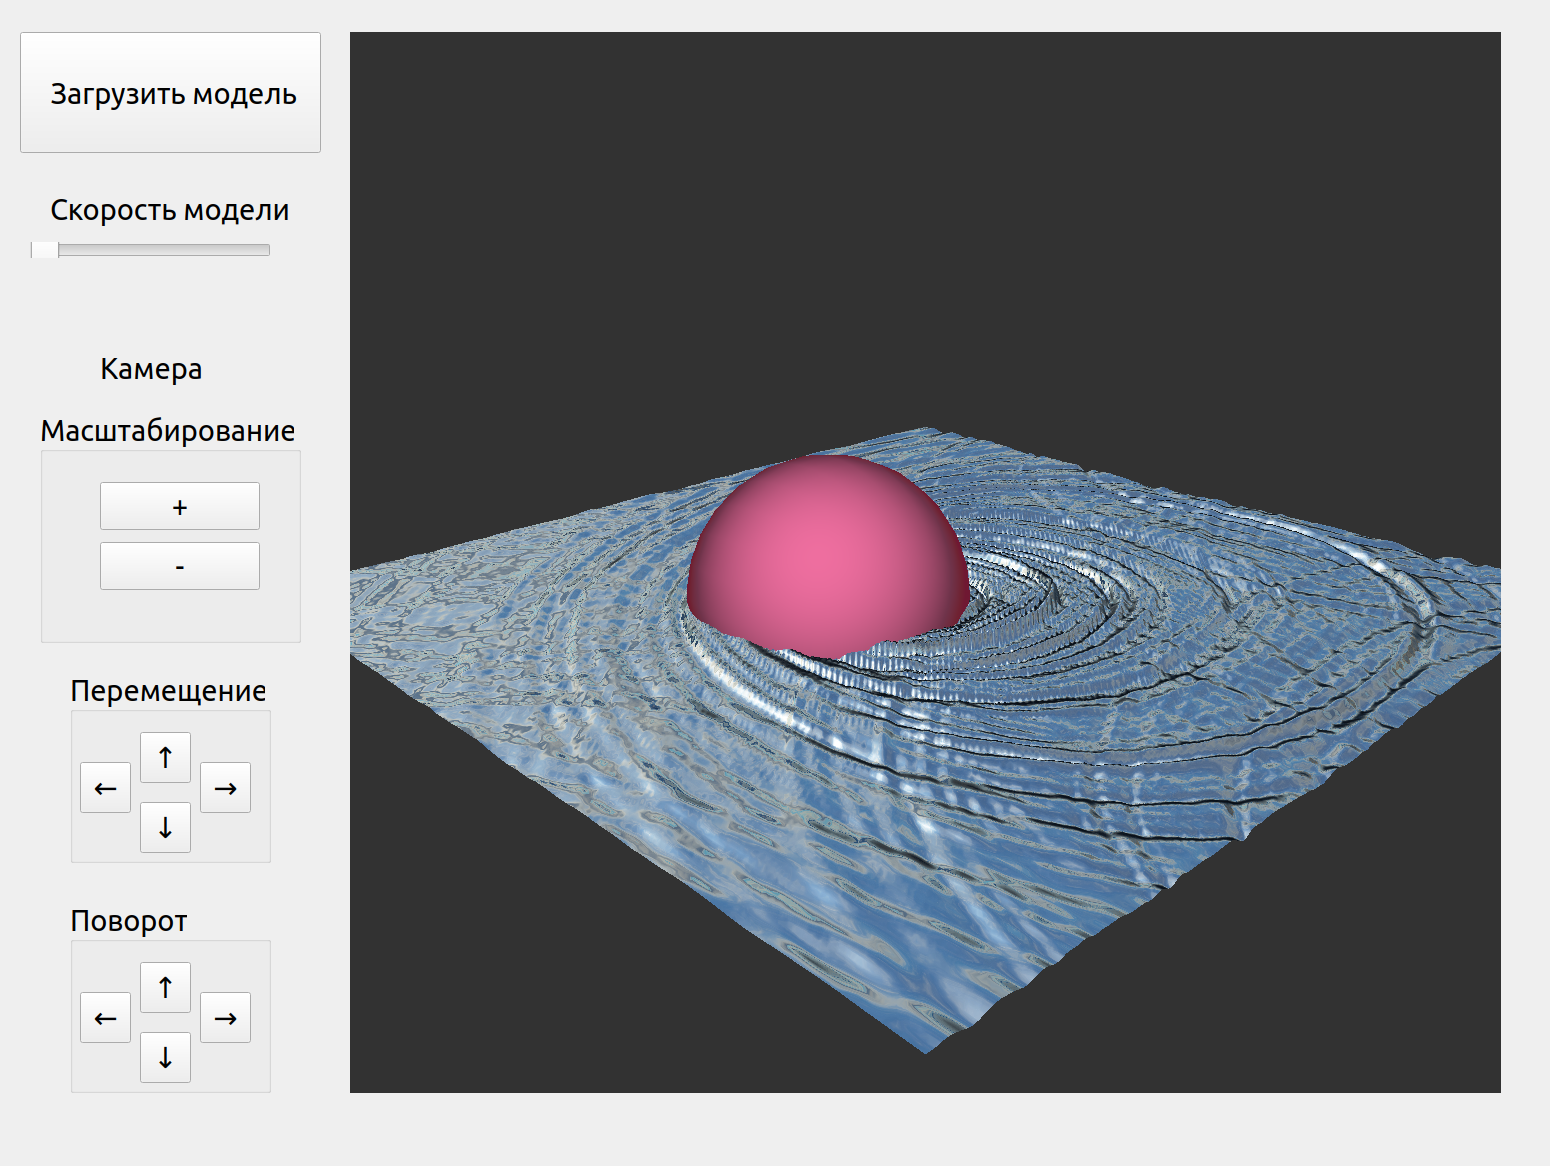 Загрузить модель
Скорость модели
Камера
Масштабирование
+
-
Перемещение
↑
← →
↓
Поворот
↑
← →
↓